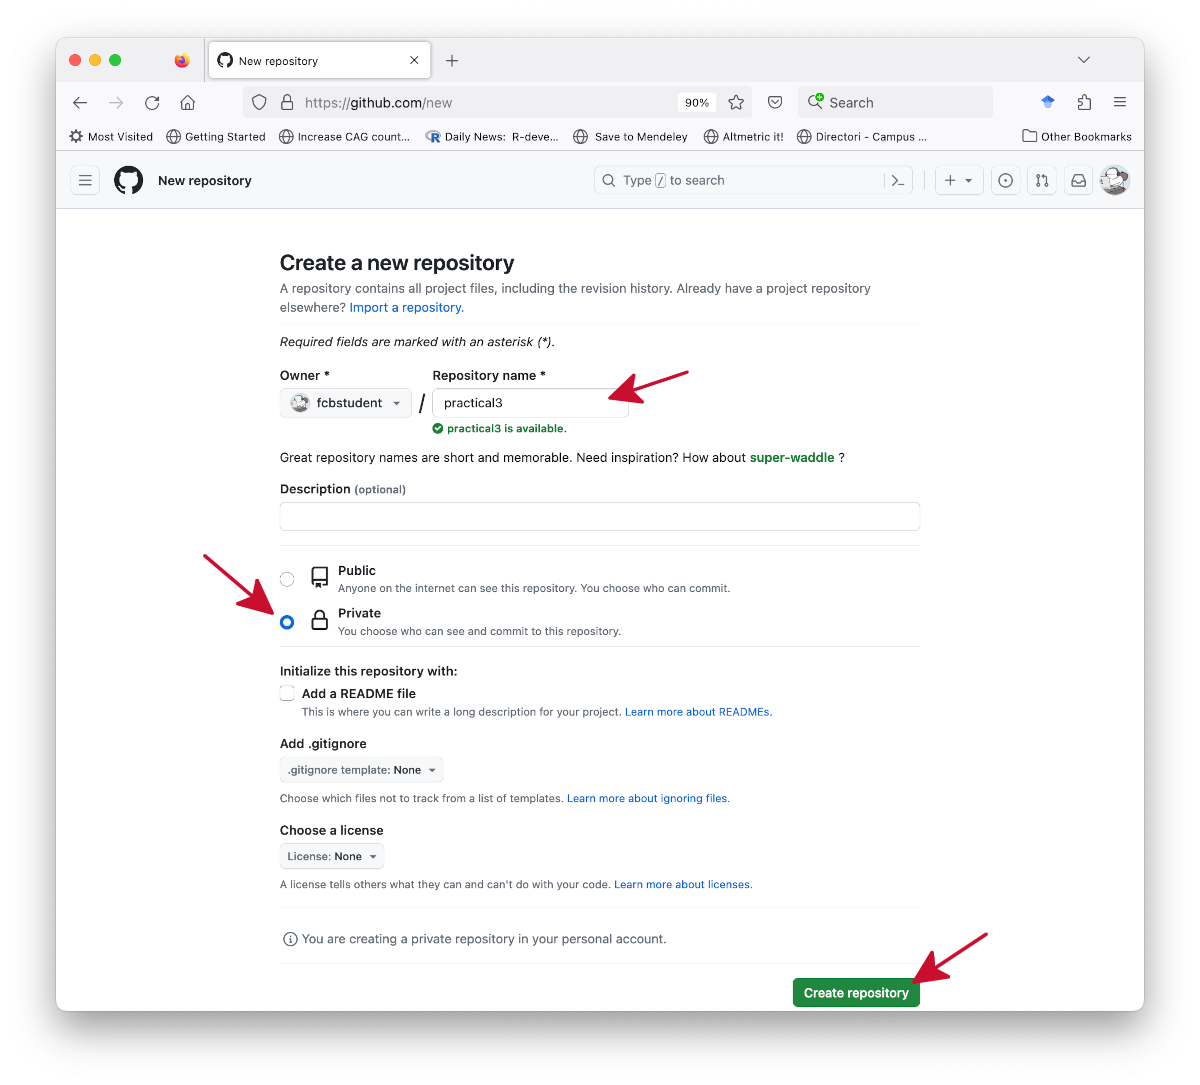 New repository
https://github.com/new
90%
Search
Most Visited
Getting Started
Increase CAG count...
Daily News: R-deve...
Save to Mendeley
Altmetric it!
Directori - Campus ...
Other Bookmarks
New repository
Type / to search
Create a new repository
A repository contains all project files, including the revision history. Already have a project repository
elsewhere? Import a repository.
Required fields are marked with an asterisk (*).
Owner *
Repository name *
fcbstudent
/
practical3
practical3 is available.
Great repository names are short and memorable. Need inspiration? How about super-waddle ?
Description (optional)
Public
Anyone on the internet can see this repository. You choose who can commit.
Private
You choose who can see and commit to this repository.
Initialize this repository with:
Add a README file
This is where you can write a long description for your project. Learn more about READMEs.
Add .gitignore
.gitignore template: None
Choose which files not to track from a list of templates. Learn more about ignoring files.
Choose a license
License: None
A license tells others what they can and can't do with your code. Learn more about licenses.
You are creating a private repository in your personal account.
Create repository